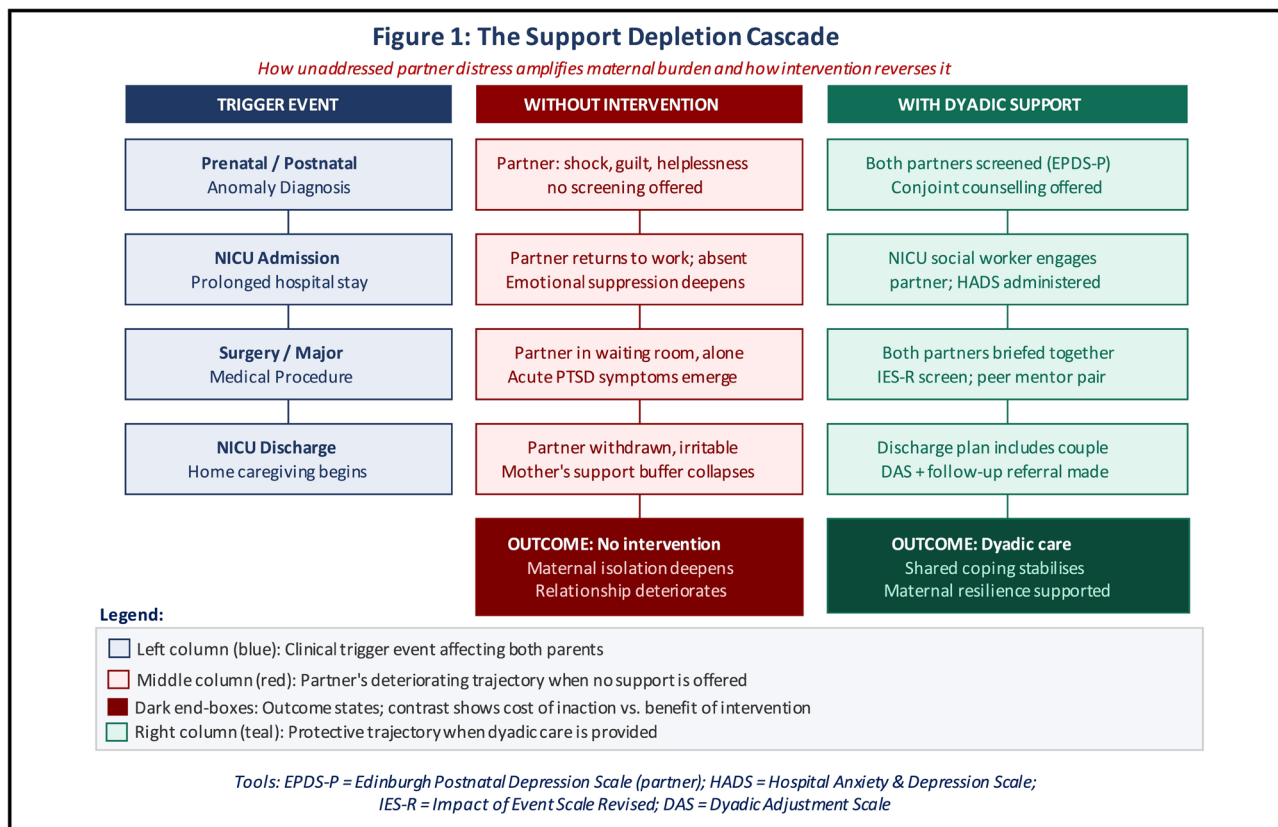 Figure 1: The Support Depletion Cascade
How unaddressed partner distress amplifies maternal burden and how intervention reverses it
TRIGGER EVENT
Prenatal / Postnatal
Anomaly Diagnosis
NICU Admission
Prolonged hospital stay
Surgery / Major
Medical Procedure
NICU Discharge
Home caregiving begins
WITHOUT INTERVENTION
Partner: shock, guilt, helplessness
no screening offered
Partner returns to work; absent
Emotional suppression deepens
Partner in waiting room, alone
Acute PTSD symptoms emerge
Partner withdrawn, irritable
Mother's support buffer collapses
OUTCOME: No intervention
Maternal isolation deepens
Relationship deteriorates
WITH DYADIC SUPPORT
Both partners screened (EPDS-P)
Conjoint counselling offered
NICU social worker engages
partner; HADS administered
Both partners briefed together
IES-R screen; peer mentor pair
Discharge plan includes couple
DAS + follow-up referral made
OUTCOME: Dyadic care
Shared coping stabilises
Maternal resilience supported
Legend:
Left column (blue): Clinical trigger event affecting both parents
Middle column (red): Partner's deteriorating trajectory when no support is offered
Dark end-boxes: Outcome states; contrast shows cost of inaction vs. benefit of intervention
Right column (teal): Protective trajectory when dyadic care is provided
Tools: EPDS-P = Edinburgh Postnatal Depression Scale (partner); HADS = Hospital Anxiety & Depression Scale;
IES-R = Impact of Event Scale Revised; DAS = Dyadic Adjustment Scale